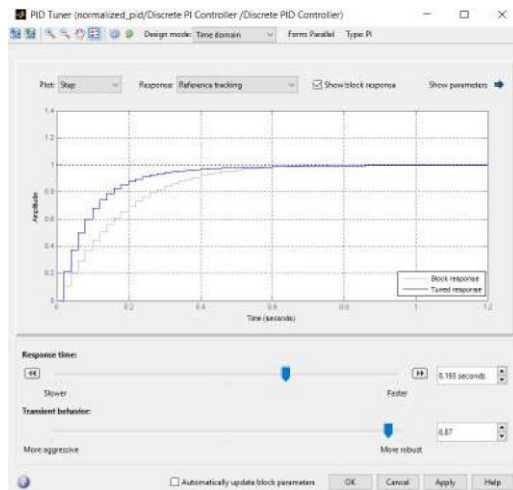 PID Tuner (normalized_pid/Discrete PI Controller /Discrete PID Controller)
Design mode: Time domain Form: Parallel Type: PI
Plot: Step Response: Reference tracking Show block response Show parameters
1.4
1.2
1
0.8
0.6
0.4
0.2
0
Amplitude
Block response
Tuned response
0 0.2 0.4 0.6 0.8 1 1.2
Time (seconds)
Response time:
0.193 seconds
Slower Faster
Transient behavior:
0.87
More aggressive More robust
Automatically update block parameters OK Cancel Apply Help